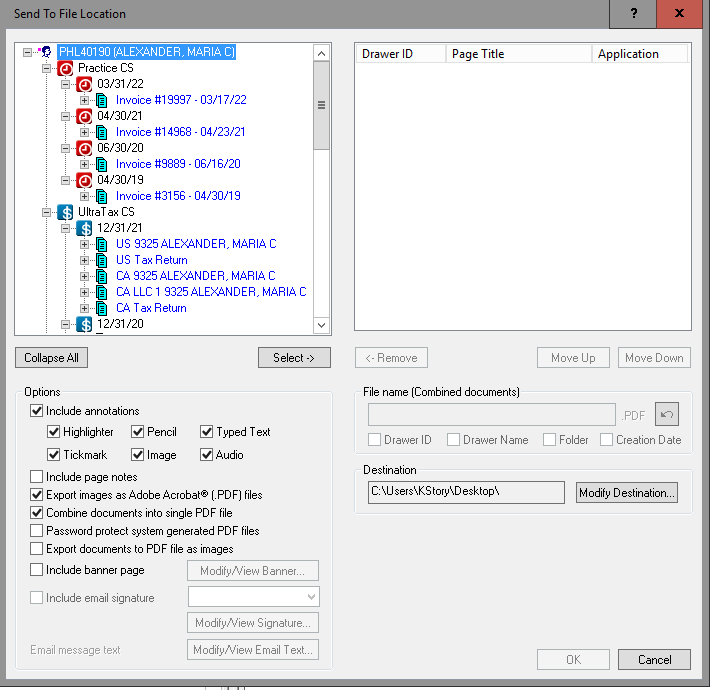 Send To File Location
?
x
PHL40190 (ALEXANDER, MARIA C)
Practice CS
03/31/22
Invoice #19997 - 03/17/22
04/30/21
Invoice #14968 - 04/23/21
06/30/20
Invoice #9889 - 06/16/20
04/30/19
Invoice #3156 - 04/30/19
UltraTax CS
12/31/21
US 9325 ALEXANDER, MARIA C
US Tax Return
CA 9325 ALEXANDER, MARIA C
CA LLC 1 9325 ALEXANDER, MARIA C
CA Tax Return
12/31/20
Drawer ID Page Title Application
Collapse All Select ->
<- Remove Move Up Move Down
Options
Include annotations
Highlighter Pencil Typed Text
Tickmark Image Audio
Include page notes
Export images as Adobe Acrobat® (.PDF) files
Combine documents into single PDF file
Password protect system generated PDF files
Export documents to PDF file as images
Include banner page Modify/View Banner...
Include email signature
Modify/View Signature...
Email message text Modify/View Email Text...
File name (Combined documents)
.PDF
Drawer ID Drawer Name Folder Creation Date
Destination
C:\Users\KStory\Desktop\ Modify Destination...
OK Cancel